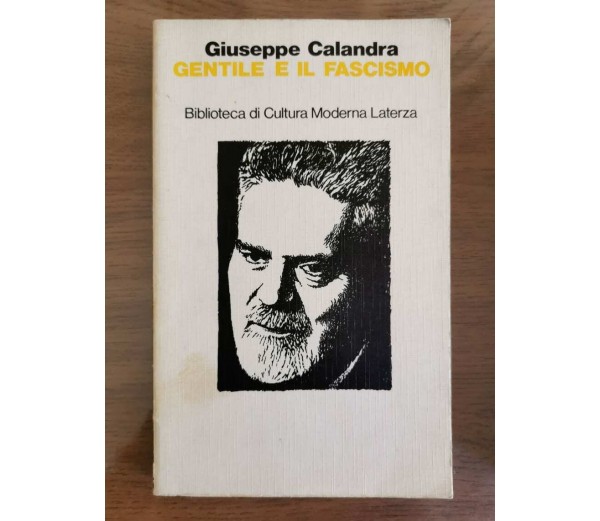 Giuseppe Calandra
GENTILE E IL FASCISMO
Biblioteca di Cultura Moderna Laterza